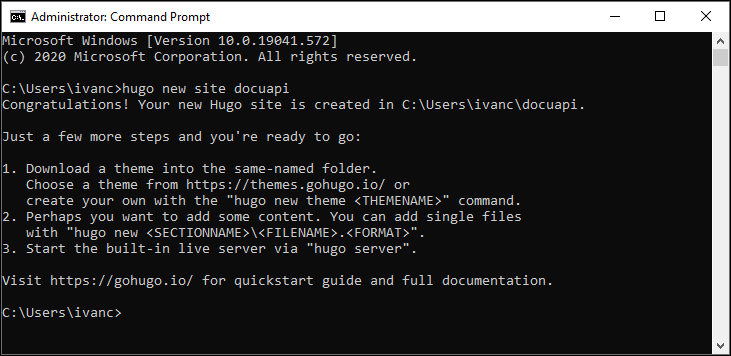 Administrator: Command Prompt
Microsoft Windows [Version 10.0.19041.572]
(c) 2020 Microsoft Corporation. All rights reserved.
C:\Users\ivanc>hugo new site docuapi
Congratulations! Your new Hugo site is created in C:\Users\ivanc\docuapi.
Just a few more steps and you're ready to go:
1. Download a theme into the same-named folder.
   Choose a theme from https://themes.gohugo.io/ or
   create your own with the "hugo new theme <THEMENAME>" command.
2. Perhaps you want to add some content. You can add single files
   with "hugo new <SECTIONNAME>\<FILENAME>.<FORMAT>".
3. Start the built-in live server via "hugo server".
Visit https://gohugo.io/ for quickstart guide and full documentation.
C:\Users\ivanc>